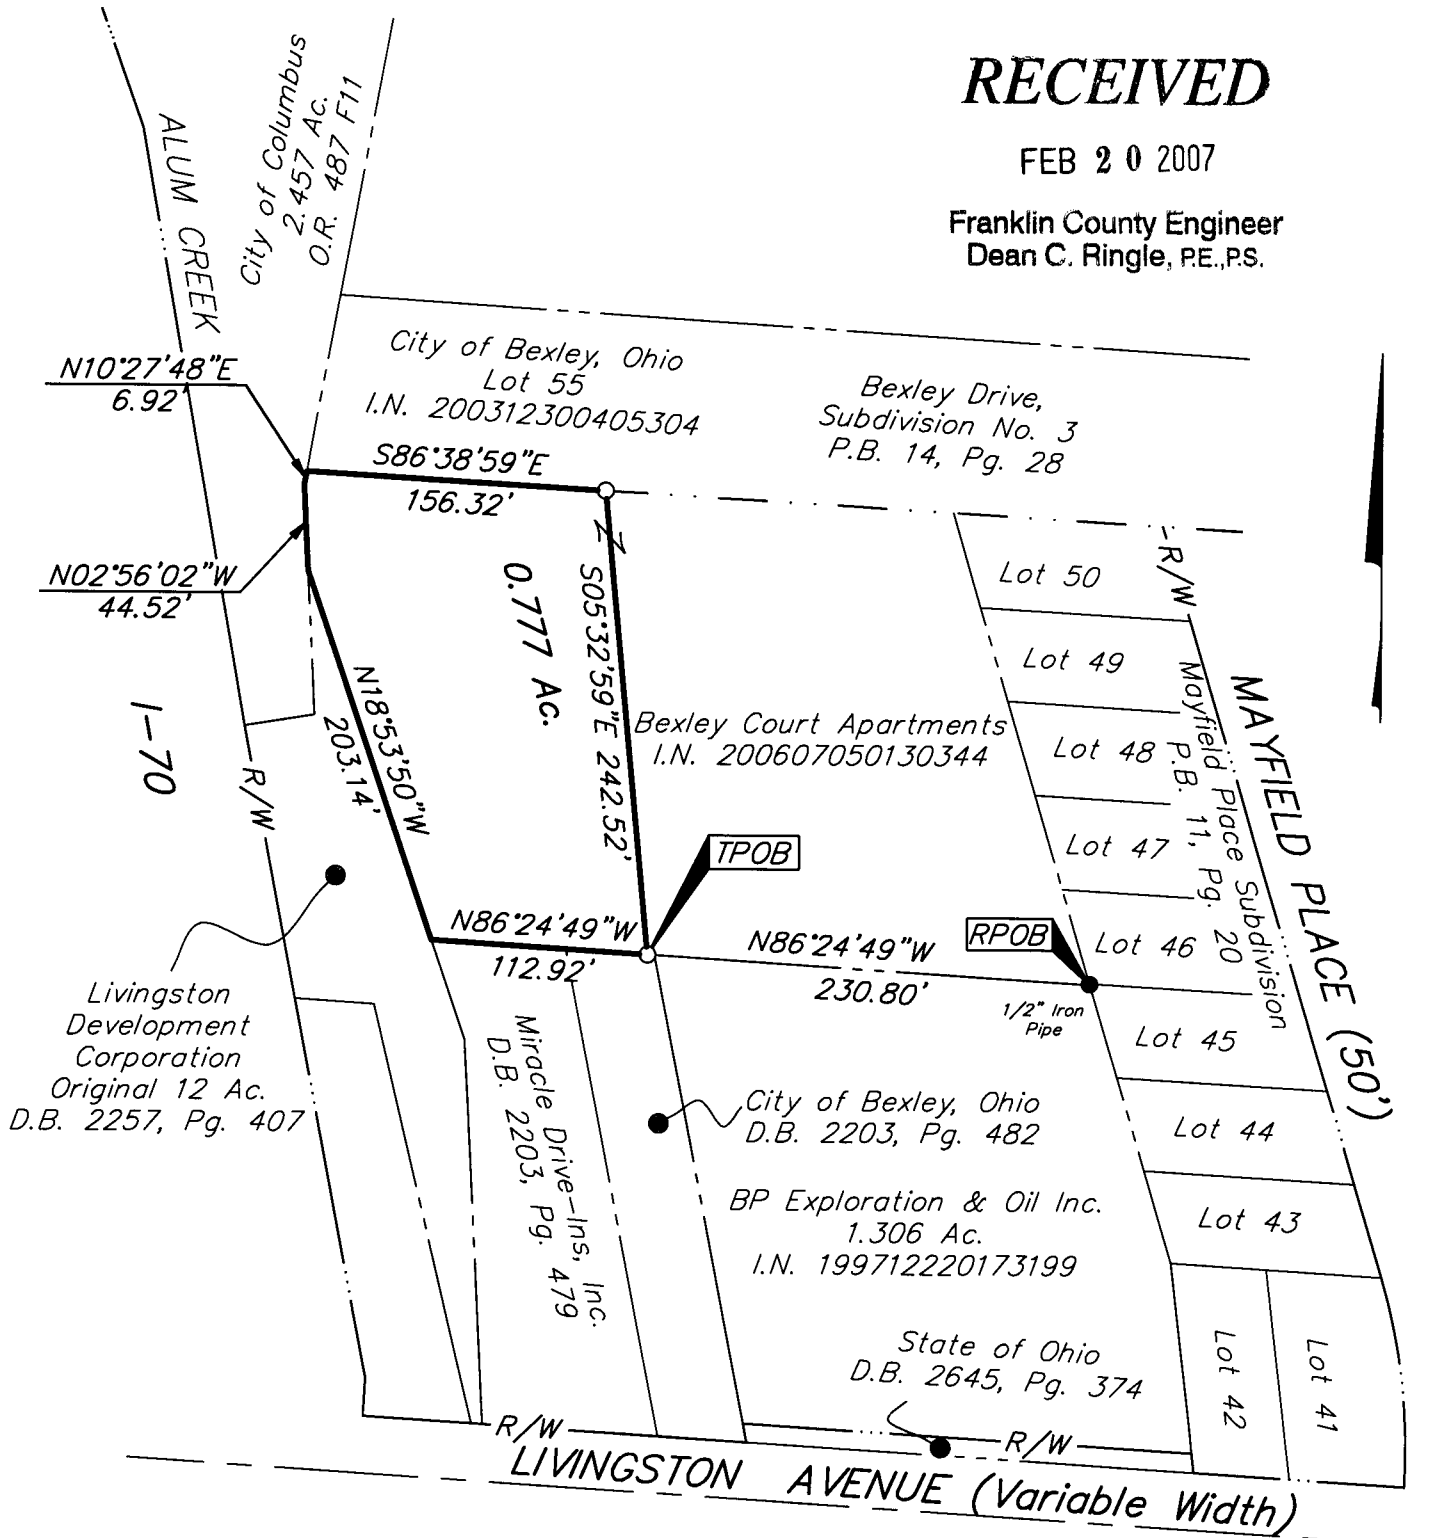 RECEIVED
FEB 20 2007
Franklin County Engineer
Dean C. Ringle, P.E.,P.S.
City of Columbus
2.457 Ac.
O.R. 487 F11
ALUM CREEK
N10°27'48"E
6.92'
City of Bexley, Ohio
Lot 55
I.N. 200312300405304
Bexley Drive,
Subdivision No. 3
P.B. 14, Pg. 28
S86°38'59"E
156.32'
N02°56'02"W
44.52'
0.777 Ac.
S05°32'59"E 242.52'
N18°53'50"W
203.14'
I-70
R/W
Bexley Court Apartments
I.N. 200607050130344
R/W
Lot 50
Lot 49
Lot 48
Lot 47
Lot 46
Lot 45
Lot 44
Lot 43
Lot 42
Lot 41
Mayfield Place Subdivision
P.B. 11, Pg. 20
MAYFIELD PLACE (50')
TPOB
RPOB
N86°24'49"W
112.92'
N86°24'49"W
230.80'
1/2" Iron
Pipe
Livingston
Development
Corporation
Original 12 Ac.
D.B. 2257, Pg. 407
Miracle Drive-Ins, Inc.
D.B. 2203, Pg. 479
City of Bexley, Ohio
D.B. 2203, Pg. 482
BP Exploration & Oil Inc.
1.306 Ac.
I.N. 199712220173199
State of Ohio
D.B. 2645, Pg. 374
R/W
R/W
LIVINGSTON AVENUE (Variable Width)